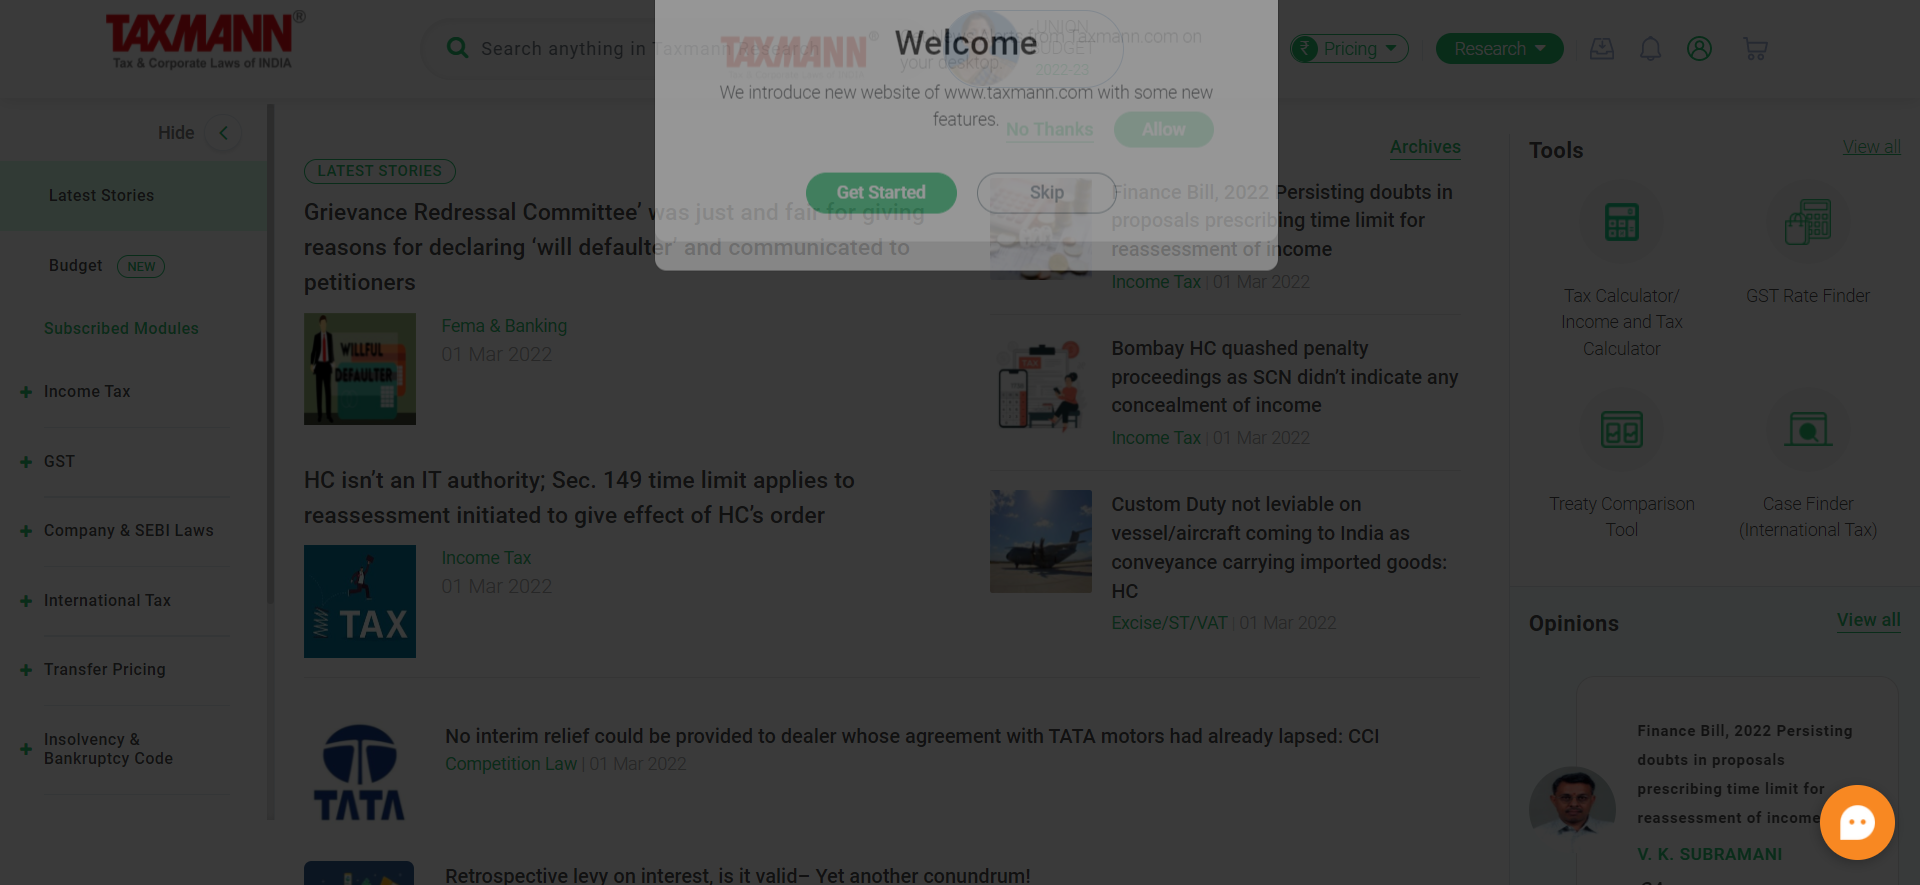 TAXMANN®
Tax & Corporate Laws of INDIA
Search anything in Taxmann Research
TAXMANN
UNION
BUDGET
2022-23
from Taxmann.com on
your desktop.
No Thanks
Allow
Welcome
We introduce new website of www.taxmann.com with some new
features.
Get Started
Skip
Pricing
Research
Hide
Latest Stories
Budget
NEW
Subscribed Modules
Income Tax
GST
Company & SEBI Laws
International Tax
Transfer Pricing
Insolvency &
Bankruptcy Code
LATEST STORIES
Archives
Grievance Redressal Committee’ was just and fair for giving
reasons for declaring ‘will defaulter’ and communicated to
petitioners
WILLFUL
DEFAULTER
Fema & Banking
01 Mar 2022
HC isn’t an IT authority; Sec. 149 time limit applies to
reassessment initiated to give effect of HC’s order
TAX
Income Tax
01 Mar 2022
Finance Bill, 2022 Persisting doubts in
proposals prescribing time limit for
reassessment of income
Income Tax | 01 Mar 2022
TAX
Bombay HC quashed penalty
proceedings as SCN didn’t indicate any
concealment of income
Income Tax | 01 Mar 2022
Custom Duty not leviable on
vessel/aircraft coming to India as
conveyance carrying imported goods:
HC
Excise/ST/VAT | 01 Mar 2022
TATA
No interim relief could be provided to dealer whose agreement with TATA motors had already lapsed: CCI
Competition Law | 01 Mar 2022
Retrospective levy on interest, is it valid– Yet another conundrum!
Tools
View all
Tax Calculator/
Income and Tax
Calculator
GST Rate Finder
Treaty Comparison
Tool
Case Finder
(International Tax)
Opinions
View all
Finance Bill, 2022 Persisting
doubts in proposals
prescribing time limit for
reassessment of income
V. K. SUBRAMANI